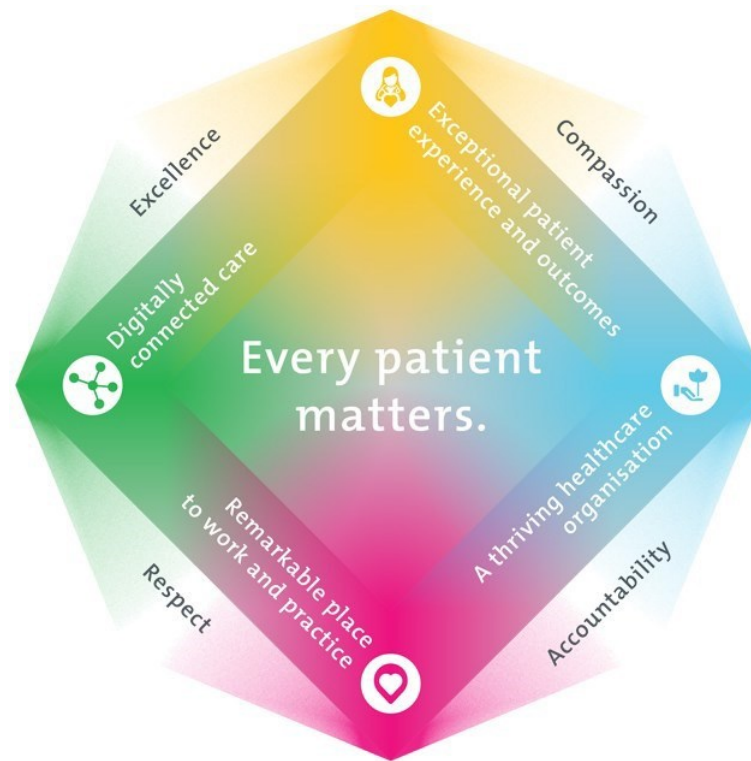 Excellence
Compassion
Exceptional patient
experience and outcomes
Digitally
connected care
Every patient
matters.
A thriving healthcare
organisation
Remarkable place
to work and practice
Respect
Accountability